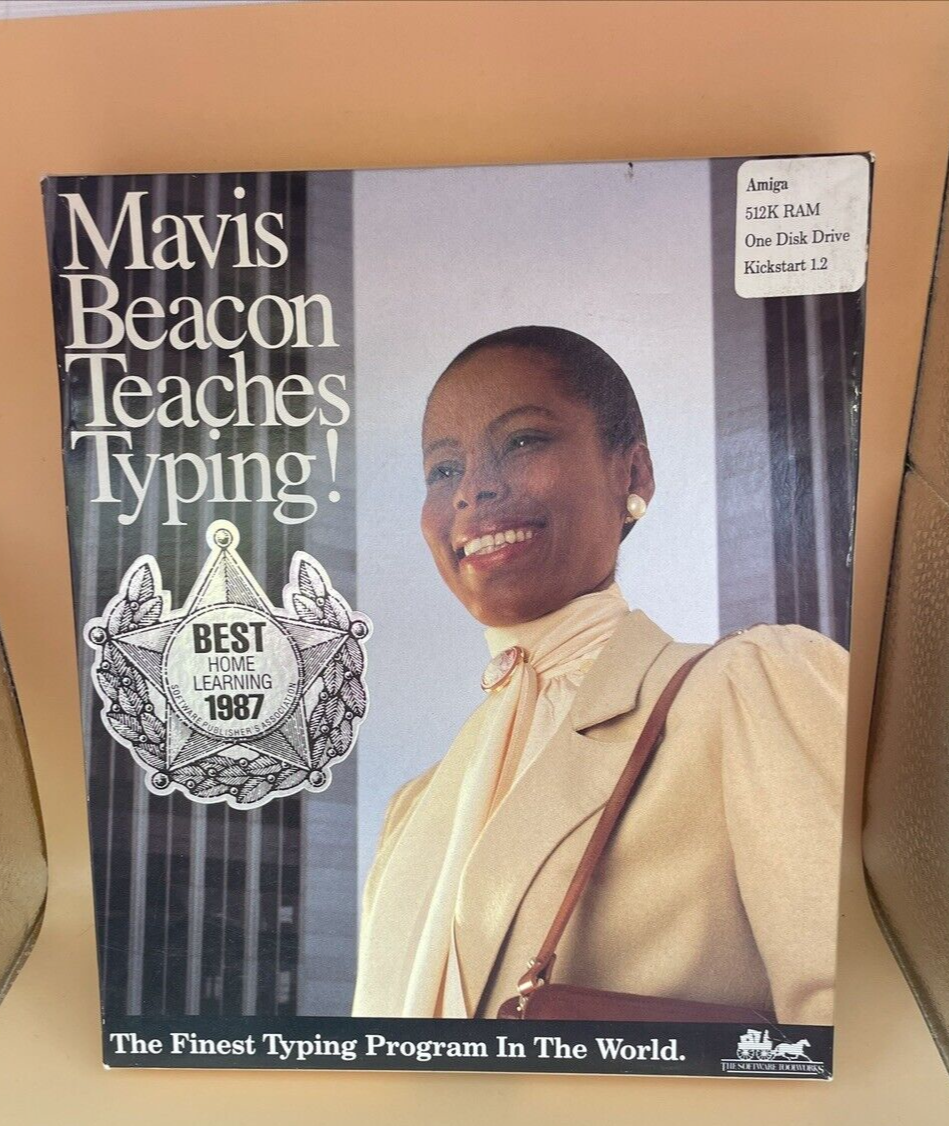 Mavis
Beacon
Teaches
Typing!
Amiga
512K RAM
One Disk Drive
Kickstart 1.2
BEST
HOME
LEARNING
1987
SOFTWARE PUBLISHER'S ASSOCIATION
The Finest Typing Program In The World.
THE SOFTWARE TOOLWORKS